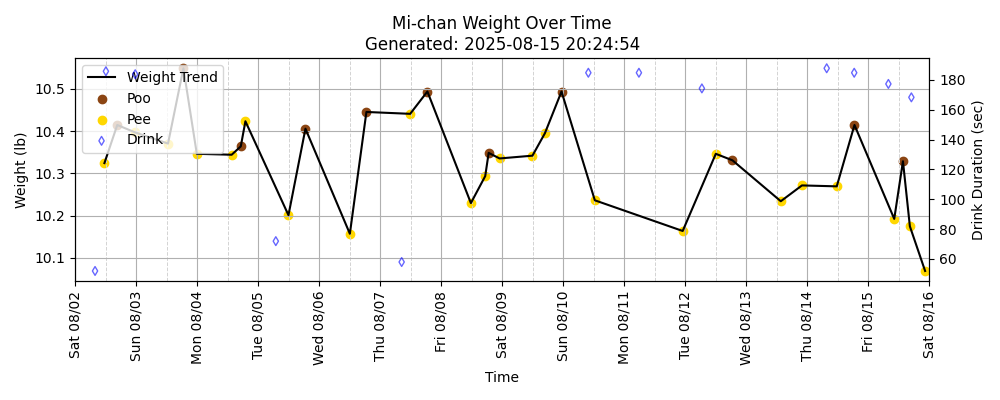 Mi-chan Weight Over Time
Generated: 2025-08-15 20:24:54
Weight (lb)
10.5
10.4
10.3
10.2
10.1
Weight Trend
Poo
Pee
Drink
180
160
140
120
100
80
60
Drink Duration (sec)
Sat 08/02
Sun 08/03
Mon 08/04
Tue 08/05
Wed 08/06
Thu 08/07
Fri 08/08
Sat 08/09
Sun 08/10
Mon 08/11
Tue 08/12
Wed 08/13
Thu 08/14
Fri 08/15
Sat 08/16
Time